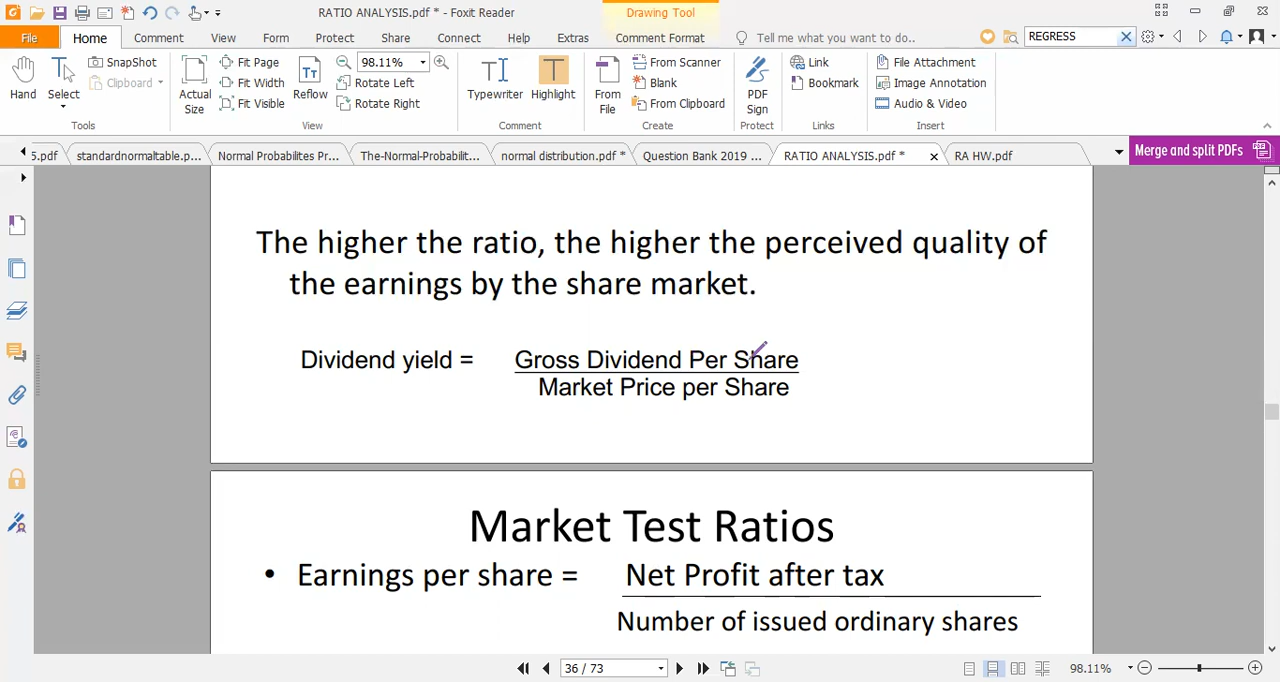 RATIO ANALYSIS.pdf * - Foxit Reader
Drawing Tool
File Home Comment View Form Protect Share Connect Help Extras Comment Format Tell me what you want to do.. REGRESS
Hand
Select
SnapShot
Clipboard
Tools
Actual Size
Fit Page
Fit Width
Fit Visible
Reflow
98.11%
Rotate Left
Rotate Right
View
Typewriter
Highlight
Comment
From File
From Scanner
Blank
From Clipboard
Create
PDF Sign
Protect
Link
Bookmark
Links
File Attachment
Image Annotation
Audio & Video
Insert
5.pdf standardnormaltable.p... Normal Probabilites Pr... The-Normal-Probabilit... normal distribution.pdf * Question Bank 2019 ... RATIO ANALYSIS.pdf * RA HW.pdf Merge and split PDFs
The higher the ratio, the higher the perceived quality of
the earnings by the share market.
Dividend yield = Gross Dividend Per Share
Market Price per Share
Market Test Ratios
• Earnings per share = Net Profit after tax
Number of issued ordinary shares
36 / 73 98.11%